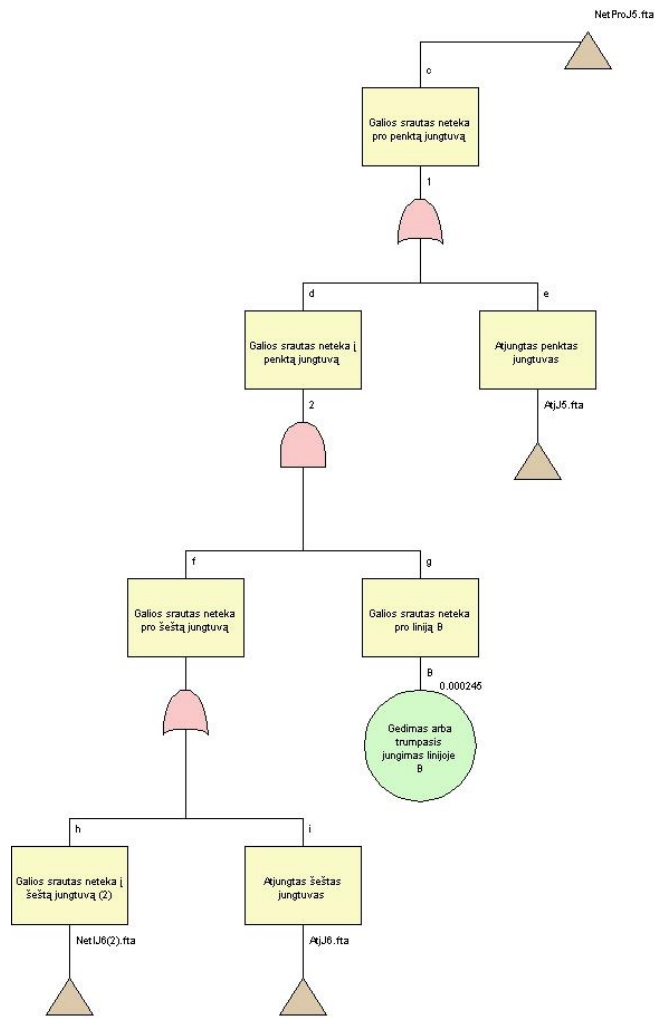 NetProJ5.fta
c
Galios srautas neteka
pro penktą jungtuvą
1
d
e
Galios srautas neteka į
penktą jungtuvą
Atjungtas penktas
jungtuvas
2
AtjJ5.fta
f
g
Galios srautas neteka
pro šeštą jungtuvą
Galios srautas neteka
pro liniją B
B
0.000245
Gedimas arba
trumpasis
jungimas linijoje
B
h
i
Galios srautas neteka į
šeštą jungtuvą (2)
Atjungtas šeštas
jungtuvas
NetIJ6(2).fta
AtjJ6.fta